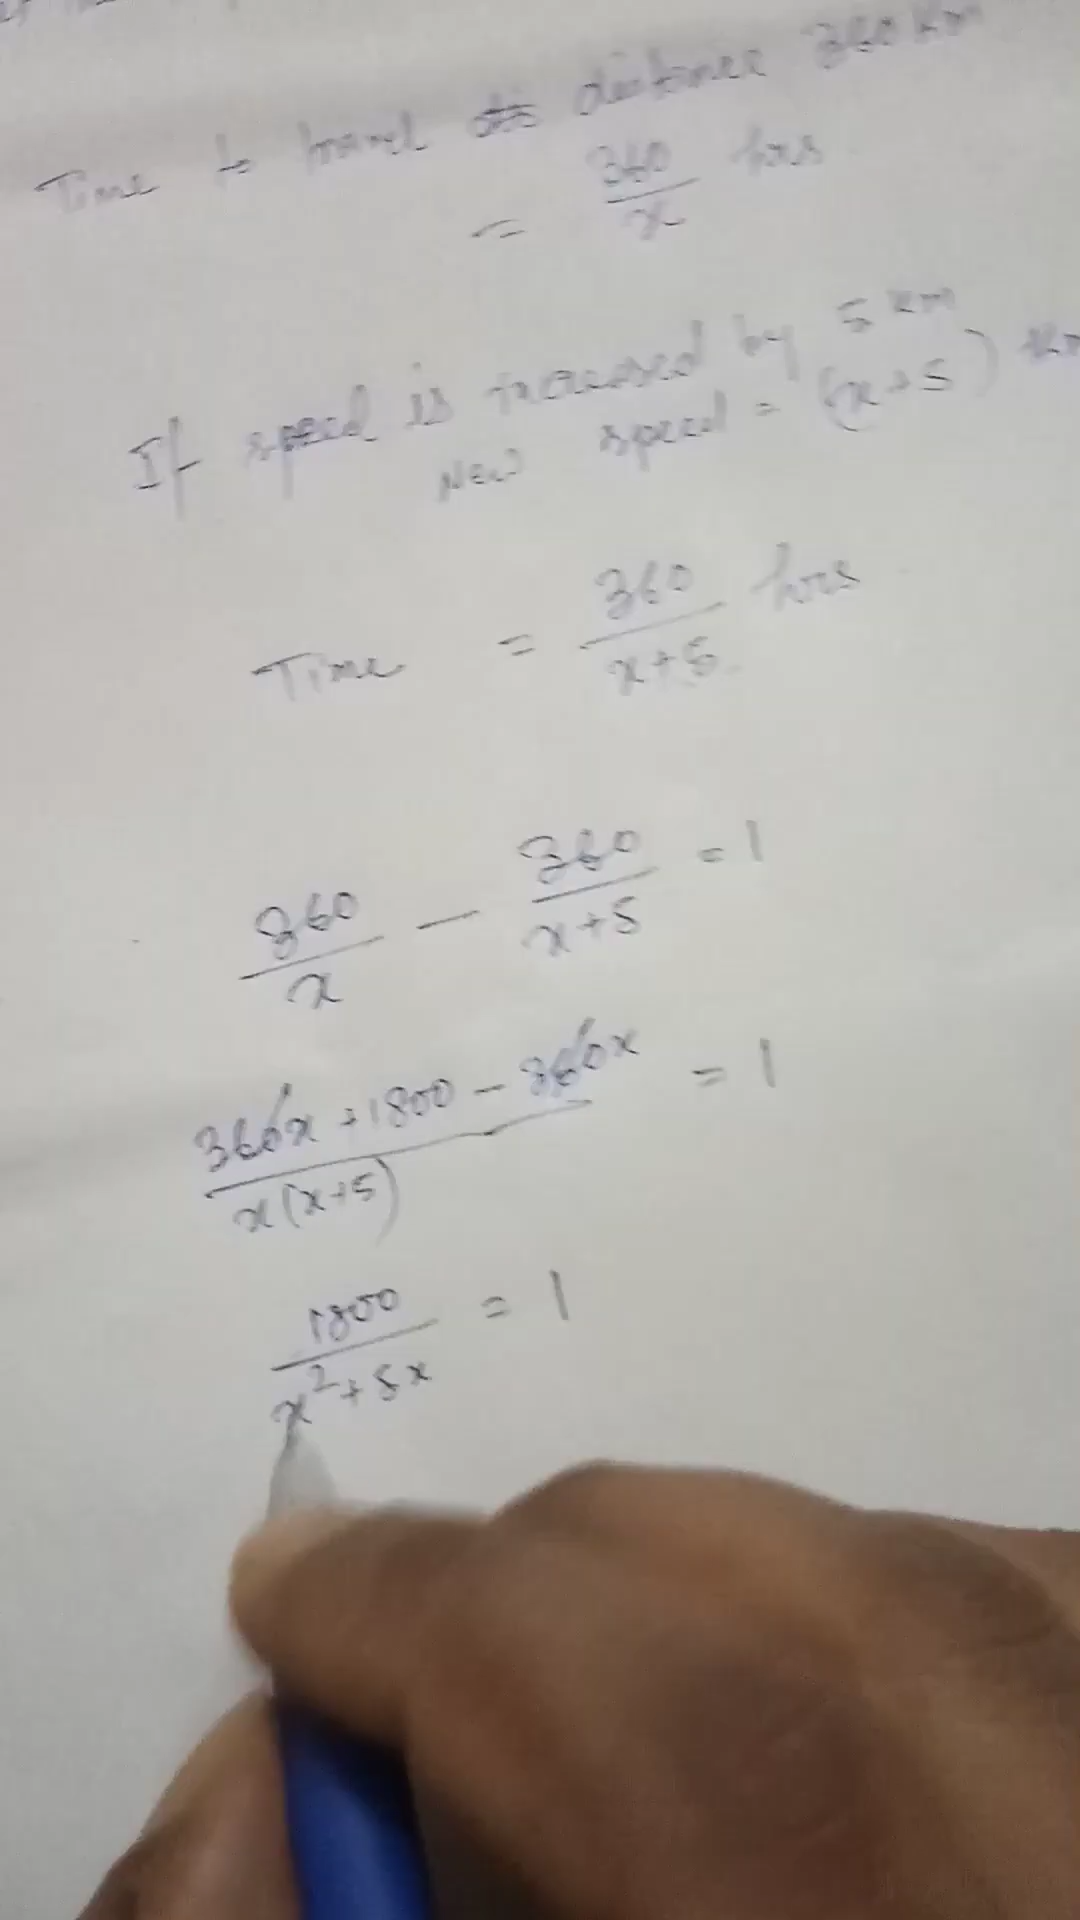 Time to travel distance 360 km
= 360/x hrs
If speed is increased by 5 km
New speed = (x+5) km
Time = 360/x+5 hrs
360/x − 360/x+5 = 1
360x + 1800 − 360x / x(x+5) = 1
1800/x²+5x = 1